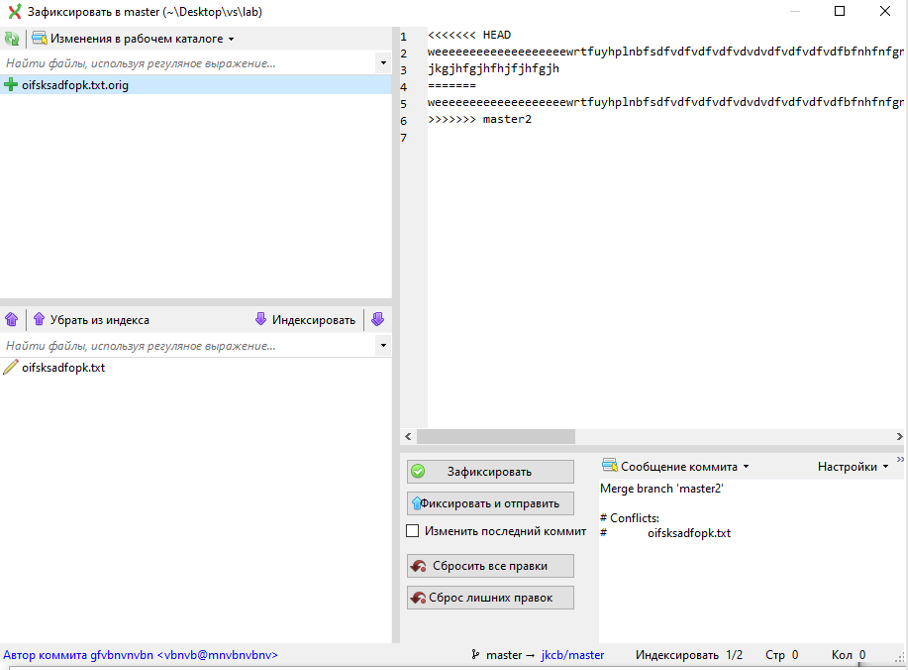 Зафиксировать в master (~\Desktop\vs\lab)
Изменения в рабочем каталоге
Найти файлы, используя регуляное выражение...
oifsksadfopk.txt.orig
Убрать из индекса
Индексировать
Найти файлы, используя регуляное выражение...
oifsksadfopk.txt
1 <<<<<<< HEAD
2 weeeeeeeeeeeeeeeeeeewrtfuyhplnbfsdfvdfvdfvdfvdvdvdfvdfvdfvdfbfnhfnfgr
3 jkgjhfgjhfhjfjhfgjh
4 =======
5 weeeeeeeeeeeeeeeeeeewrtfuyhplnbfsdfvdfvdfvdfvdvdvdfvdfvdfvdfbfnhfnfgr
6 >>>>>>> master2
7
Зафиксировать
Фиксировать и отправить
Изменить последний коммит
Сбросить все правки
Сброс лишних правок
Сообщение коммита
Настройки
Merge branch 'master2'
# Conflicts:
# oifsksadfopk.txt
Автор коммита gfvbnvnvbn <vbnvb@mnvbnvbnv>
master → jkcb/master
Индексировать 1/2
Стр 0
Кол 0